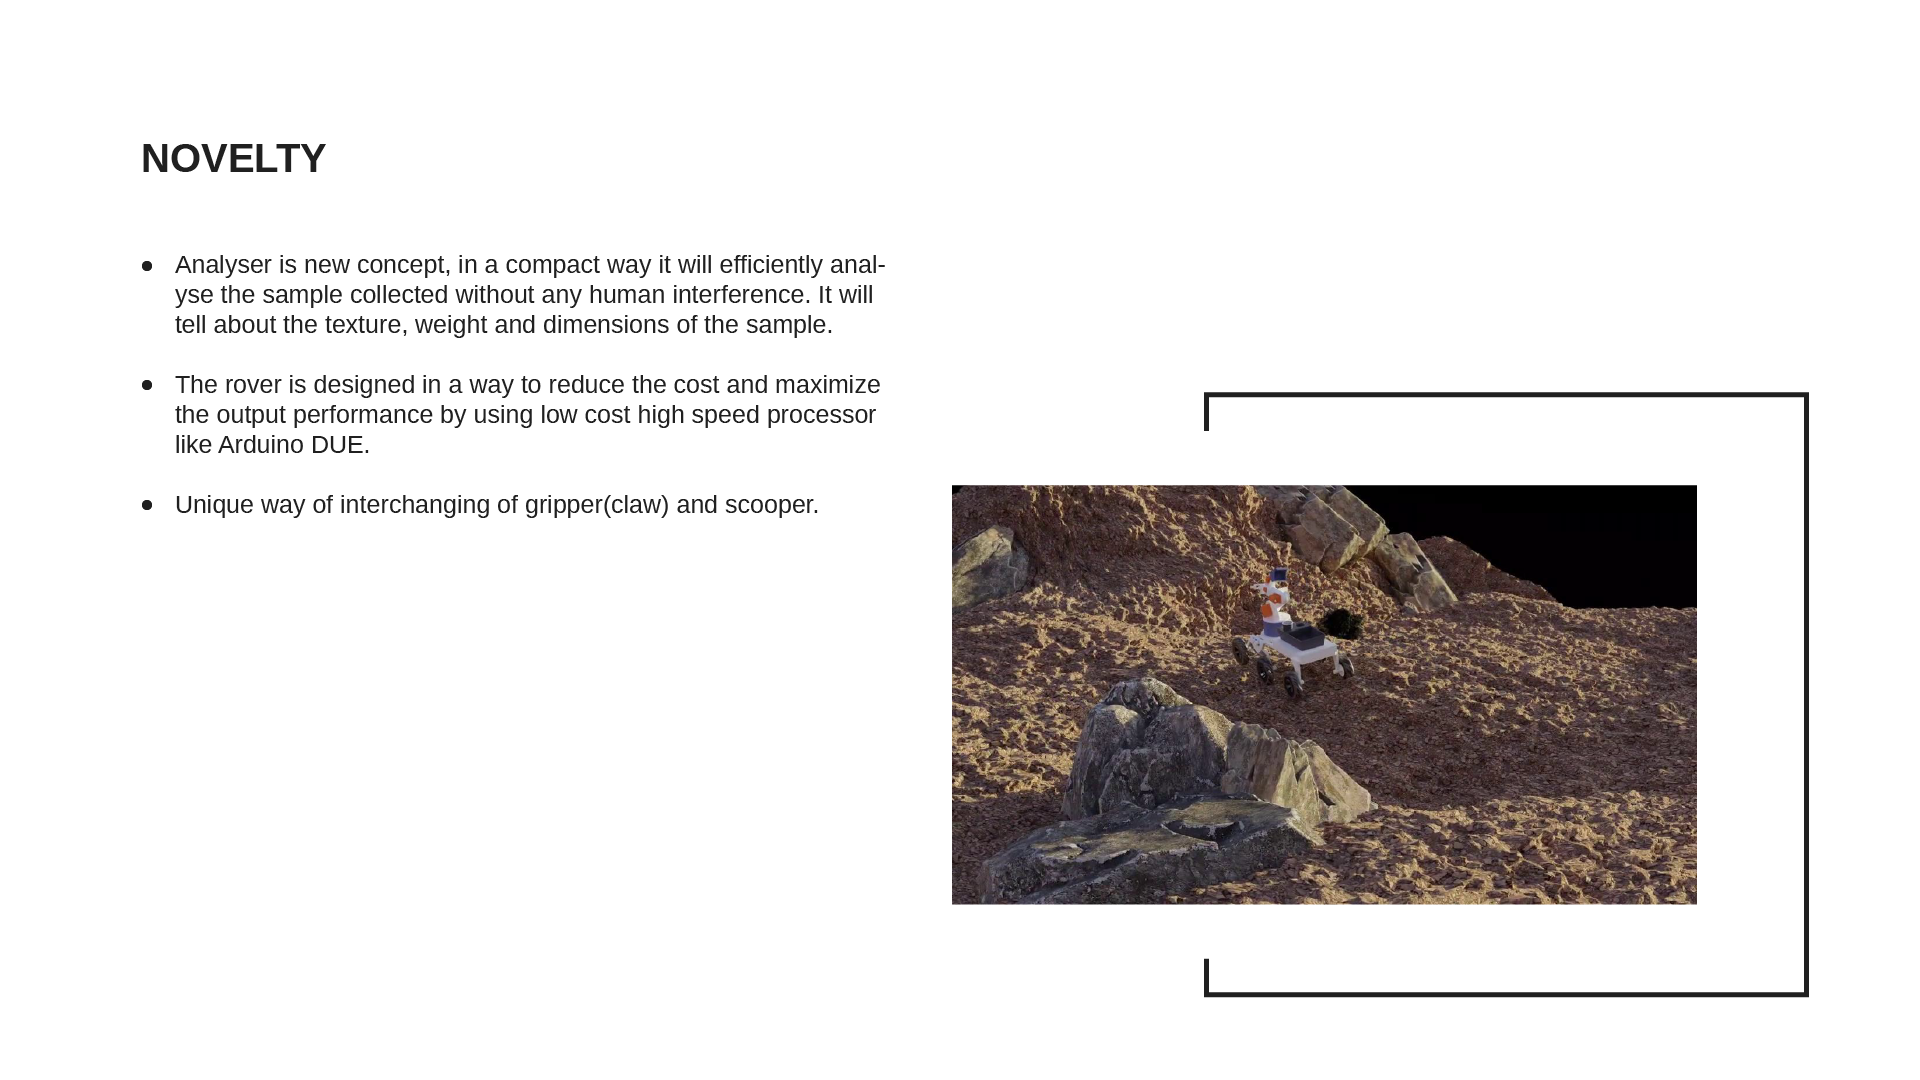 NOVELTY
● Analyser is new concept, in a compact way it will efficiently anal-
yse the sample collected without any human interference. It will
tell about the texture, weight and dimensions of the sample.
● The rover is designed in a way to reduce the cost and maximize
the output performance by using low cost high speed processor
like Arduino DUE.
● Unique way of interchanging of gripper(claw) and scooper.